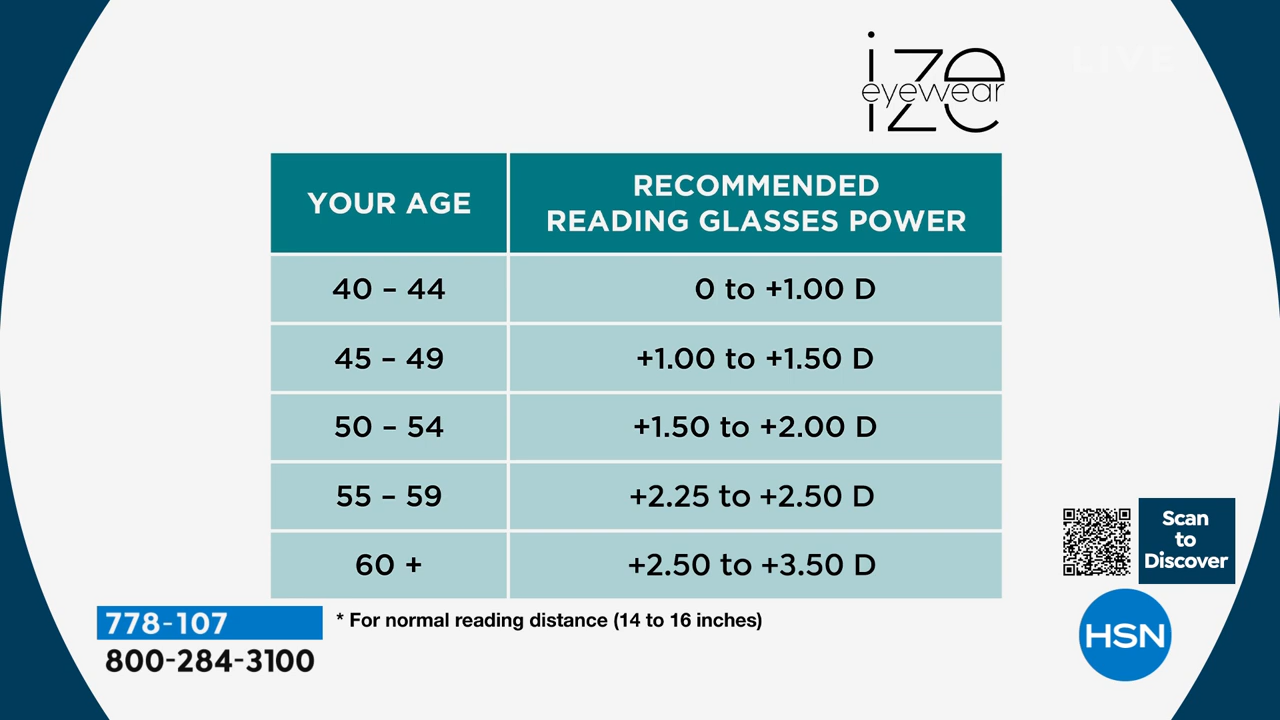 LIVE
ize
eyewear
YOUR AGE
RECOMMENDED
READING GLASSES POWER
40 – 44
0 to +1.00 D
45 – 49
+1.00 to +1.50 D
50 – 54
+1.50 to +2.00 D
55 – 59
+2.25 to +2.50 D
60 +
+2.50 to +3.50 D
* For normal reading distance (14 to 16 inches)
778-107
800-284-3100
Scan
to
Discover
HSN